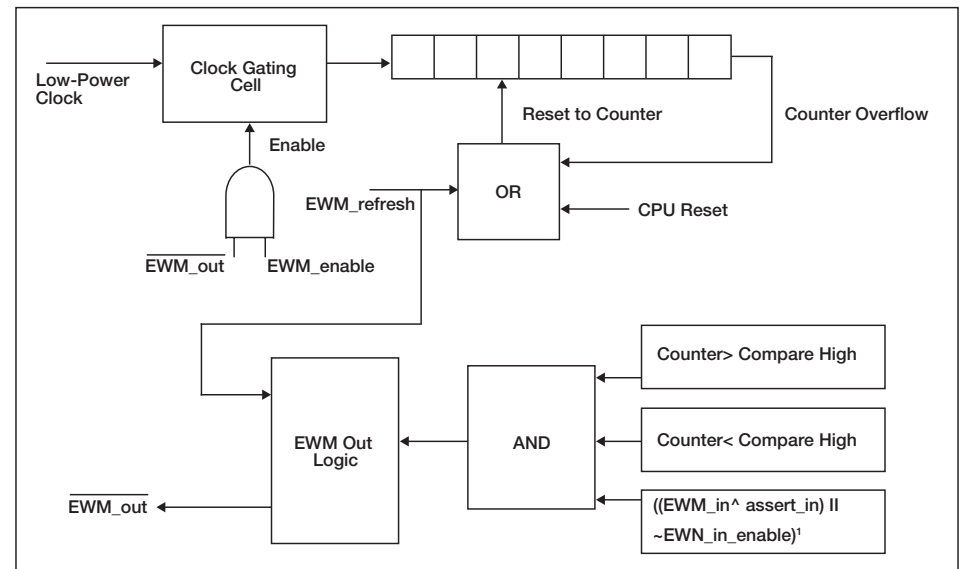 Low-Power
Clock
Clock Gating
Cell
Enable
Reset to Counter
Counter Overflow
EWM_refresh
OR
CPU Reset
EWM_out
EWM_enable
Counter> Compare High
EWM Out
Logic
AND
Counter< Compare High
EWM_out
((EWM_in^ assert_in) II
~EWN_in_enable)¹